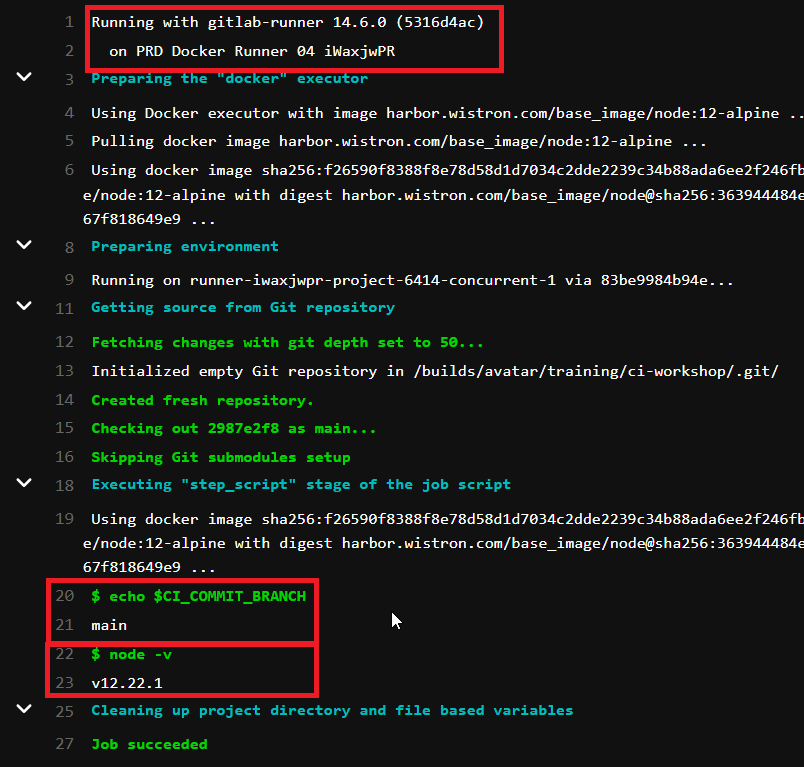 1 Running with gitlab-runner 14.6.0 (5316d4ac)
2 on PRD Docker Runner 04 iWaxjwPR
3 Preparing the "docker" executor
4 Using Docker executor with image harbor.wistron.com/base_image/node:12-alpine ..
5 Pulling docker image harbor.wistron.com/base_image/node:12-alpine ...
6 Using docker image sha256:f26590f8388f8e78d58d1d7034c2dde2239c34b88ada6ee2f246fb
e/node:12-alpine with digest harbor.wistron.com/base_image/node@sha256:363944484e
67f818649e9 ...
8 Preparing environment
9 Running on runner-iwaxjwpr-project-6414-concurrent-1 via 83be9984b94e...
11 Getting source from Git repository
12 Fetching changes with git depth set to 50...
13 Initialized empty Git repository in /builds/avatar/training/ci-workshop/.git/
14 Created fresh repository.
15 Checking out 2987e2f8 as main...
16 Skipping Git submodules setup
18 Executing "step_script" stage of the job script
19 Using docker image sha256:f26590f8388f8e78d58d1d7034c2dde2239c34b88ada6ee2f246fb
e/node:12-alpine with digest harbor.wistron.com/base_image/node@sha256:363944484e
67f818649e9 ...
20 $ echo $CI_COMMIT_BRANCH
21 main
22 $ node -v
23 v12.22.1
25 Cleaning up project directory and file based variables
27 Job succeeded